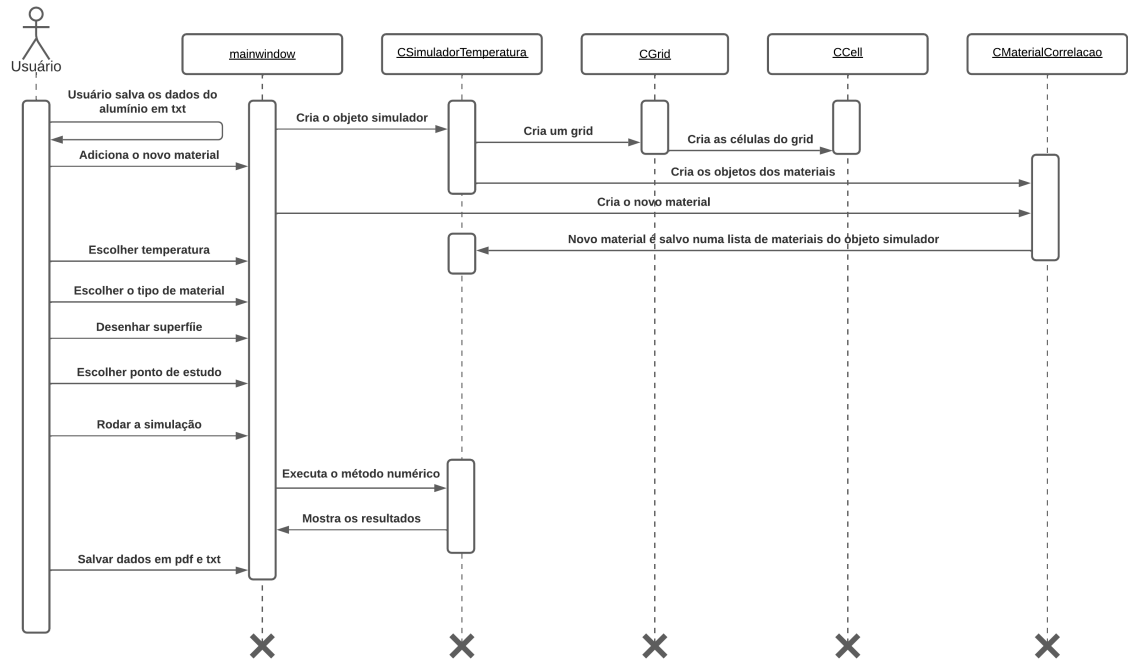 Usuário
mainwindow
CSimuladorTemperatura
CGrid
CCell
CMaterialCorrelacao
Usuário salva os dados do
alumínio em txt
Cria o objeto simulador
Cria um grid
Cria as células do grid
Adiciona o novo material
Cria os objetos dos materiais
Cria o novo material
Novo material é salvo numa lista de materiais do objeto simulador
Escolher temperatura
Escolher o tipo de material
Desenhar superfíie
Escolher ponto de estudo
Rodar a simulação
Executa o método numérico
Mostra os resultados
Salvar dados em pdf e txt